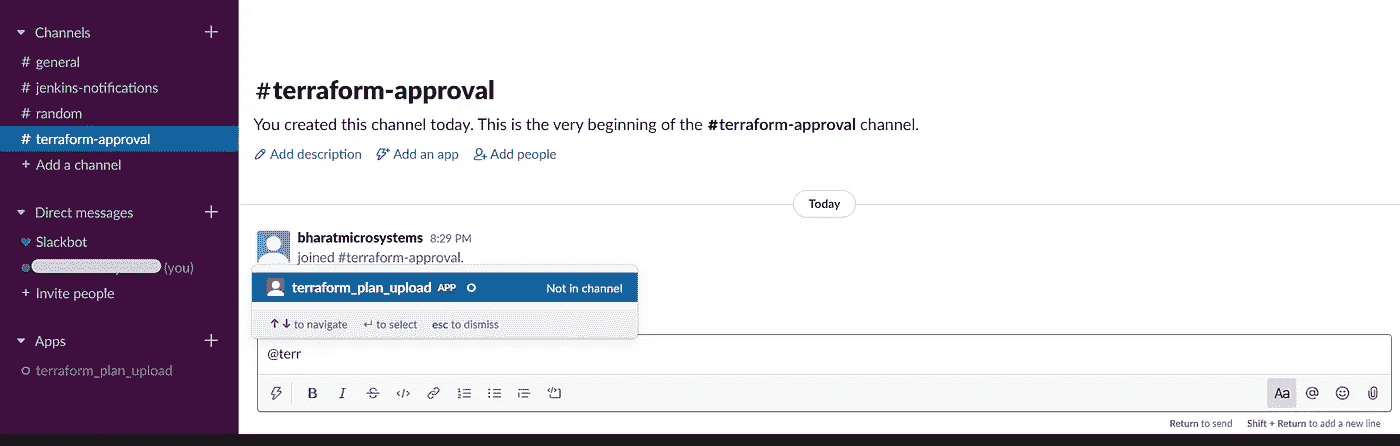 Channels
# general
# jenkins-notifications
# random
# terraform-approval
+ Add a channel
Direct messages
Slackbot
(you)
+ Invite people
Apps
terraform_plan_upload
#terraform-approval
You created this channel today. This is the very beginning of the #terraform-approval channel.
Add description Add an app Add people
Today
bharatmicrosystems 8:29 PM
joined #terraform-approval.
terraform_plan_upload APP Not in channel
↑ ↓ to navigate ↵ to select esc to dismiss
@terr
B I S </> Aa @
Return to send Shift + Return to add a new line